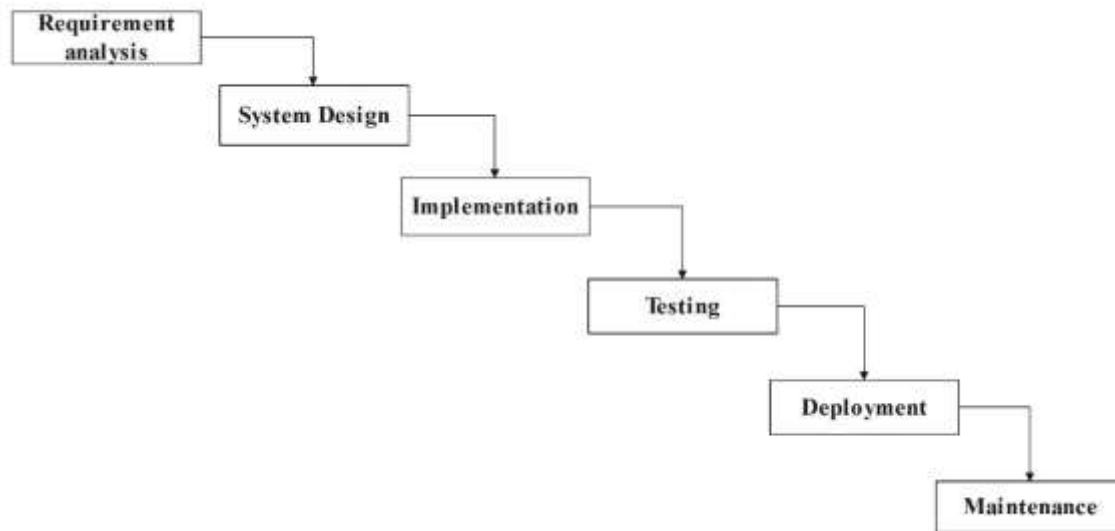 Requirement
analysis
System Design
Implementation
Testing
Deployment
Maintenance